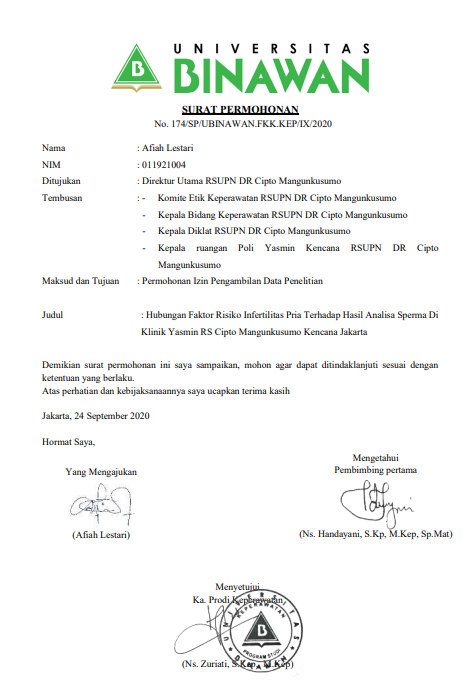 UNIVERSITAS
BINAWAN
SURAT PERMOHONAN
No. 174/SP/UBINAWAN.FKK.KEP/IX/2020
Nama : Afiah Lestari
NIM : 011921004
Ditujukan : Direktur Utama RSUPN DR Cipto Mangunkusumo
Tembusan : - Komite Etik Keperawatan RSUPN DR Cipto Mangunkusumo
- Kepala Bidang Keperawatan RSUPN DR Cipto Mangunkusumo
- Kepala Diklat RSUPN DR Cipto Mangunkusumo
- Kepala ruangan Poli Yasmin Kencana RSUPN DR Cipto
Mangunkusumo
Maksud dan Tujuan : Permohonan Izin Pengambilan Data Penelitian
Judul : Hubungan Faktor Risiko Infertilitas Pria Terhadap Hasil Analisa Sperma Di
Klinik Yasmin RS Cipto Mangunkusumo Kencana Jakarta
Demikian surat permohonan ini saya sampaikan, mohon agar dapat ditindaklanjuti sesuai dengan
ketentuan yang berlaku.
Atas perhatian dan kebijaksanaannya saya ucapkan terima kasih
Jakarta, 24 September 2020
Hormat Saya,
Yang Mengajukan
(Afiah Lestari)
Mengetahui
Pembimbing pertama
(Ns. Handayani, S.Kp, M.Kep, Sp.Mat)
Menyetujui
Ka. Prodi Keperawatan,
UNIVERSITAS BINAWAN
KEPERAWATAN
B
PROGRAM STUDI
(Ns. Zuriati, S.Kep, M.Kep)